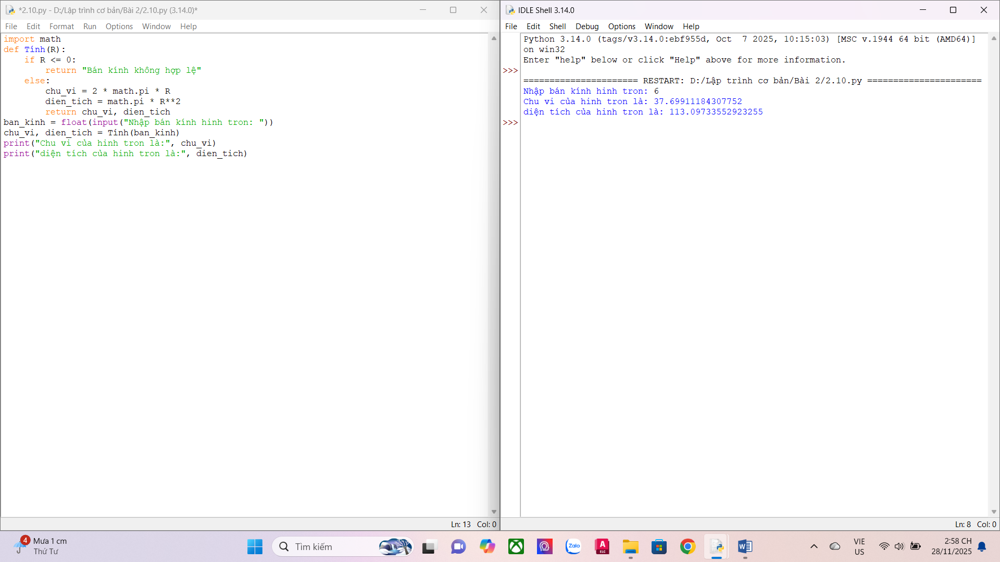 *2.10.py - D:/Lập trình cơ bản/Bài 2/2.10.py (3.14.0)*
File Edit Format Run Options Window Help
import math
def Tính(R):
    if R <= 0:
        return "Bán kính không hợp lệ"
    else:
        chu_vi = 2 * math.pi * R
        dien_tich = math.pi * R**2
        return chu_vi, dien_tich
ban_kinh = float(input("Nhập bán kính hinh tron: "))
chu_vi, dien_tich = Tính(ban_kinh)
print("Chu vi của hinh tron là:", chu_vi)
print("diện tích của hinh tron là:", dien_tich)
Ln: 13 Col: 0
IDLE Shell 3.14.0
File Edit Shell Debug Options Window Help
Python 3.14.0 (tags/v3.14.0:ebf955d, Oct  7 2025, 10:15:03) [MSC v.1944 64 bit (AMD64)]
on win32
Enter "help" below or click "Help" above for more information.
>>>
====================== RESTART: D:/Lập trình cơ bản/Bài 2/2.10.py ======================
Nhập bán kính hinh tron: 6
Chu vi của hinh tron là: 37.69911184307752
diện tích của hinh tron là: 113.09733552923255
>>>
Ln: 8 Col: 0
4
Mưa 1 cm
Thứ Tư
Tìm kiếm
Zalo
A
ELC
W
VIE
US
2:58 CH
28/11/2025